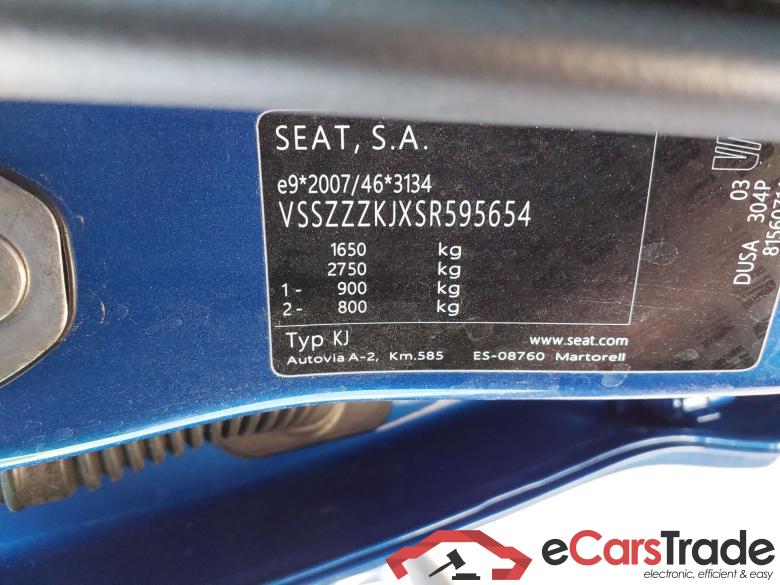 SEAT, S.A.
e9*2007/46*3134
VSSZZZKJXSR595654
1650 kg
2750 kg
1- 900 kg
2- 800 kg
Typ KJ www.seat.com
Autovia A-2, Km.585 ES-08760 Martorell
DUSA 304P
03
eCarsTrade
electronic, efficient & easy